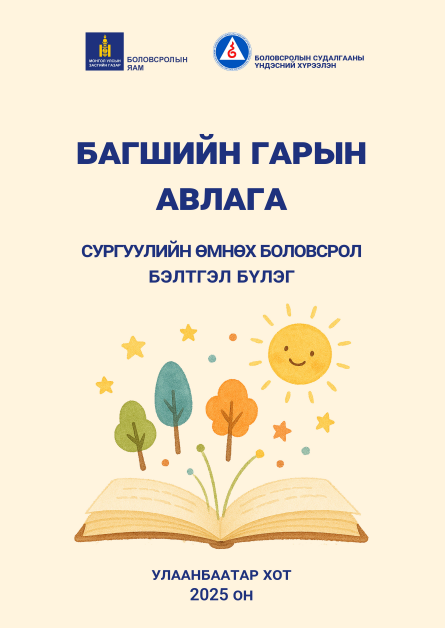 МОНГОЛ УЛСЫН
ЗАСГИЙН ГАЗАР
БОЛОВСРОЛЫН
ЯАМ
БОЛОВСРОЛЫН СУДАЛГААНЫ
ҮНДЭСНИЙ ХҮРЭЭЛЭН
БАГШИЙН ГАРЫН
АВЛАГА
СУРГУУЛИЙН ӨМНӨХ БОЛОВСРОЛ
БЭЛТГЭЛ БҮЛЭГ
УЛААНБААТАР ХОТ
2025 ОН